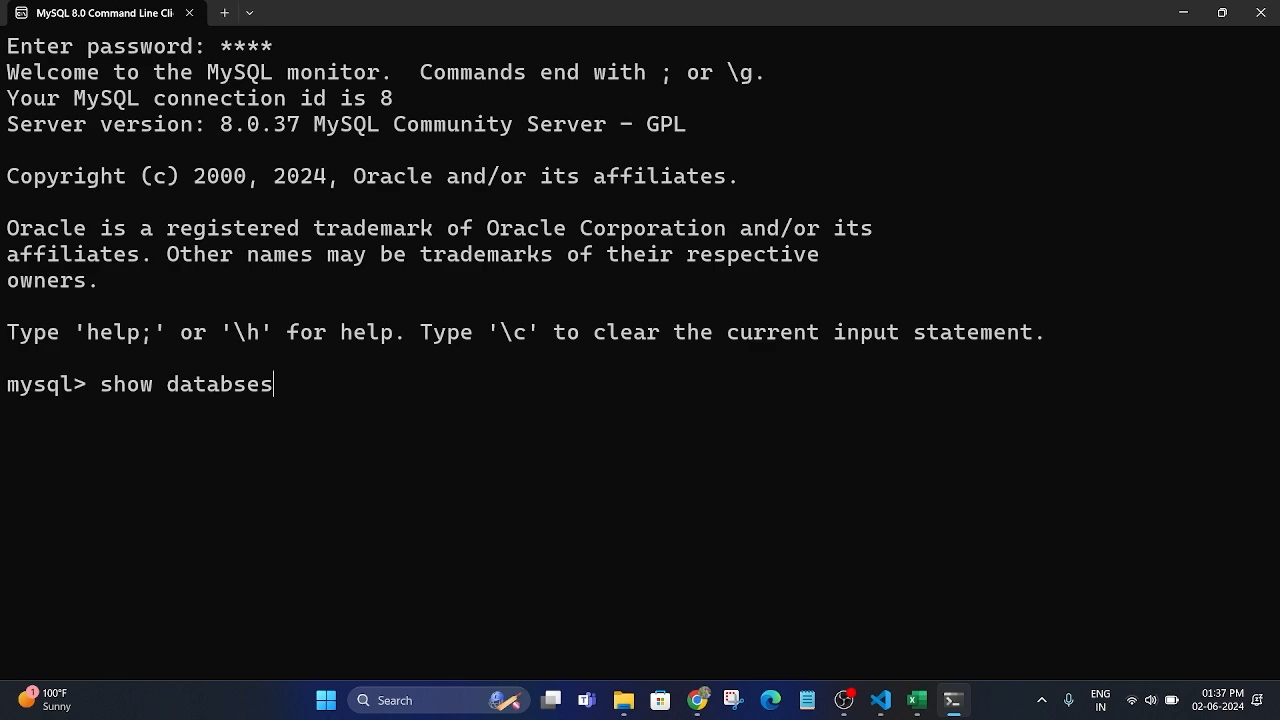 MySQL 8.0 Command Line Cli
Enter password: ****
Welcome to the MySQL monitor.  Commands end with ; or \g.
Your MySQL connection id is 8
Server version: 8.0.37 MySQL Community Server - GPL
Copyright (c) 2000, 2024, Oracle and/or its affiliates.
Oracle is a registered trademark of Oracle Corporation and/or its
affiliates. Other names may be trademarks of their respective
owners.
Type 'help;' or '\h' for help. Type '\c' to clear the current input statement.
mysql> show databses
1
100°F
Sunny
Search
ENG
IN
01:37 PM
02-06-2024